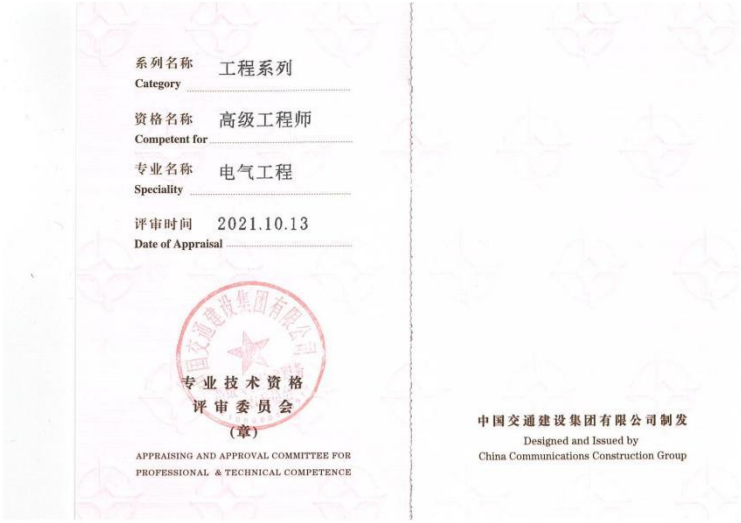 系列名称 工程系列
Category
资格名称 高级工程师
Competent for
专业名称 电气工程
Speciality
评审时间 2021.10.13
Date of Appraisal
中国交通建设集团有限公司
专业技术资格
评审委员会
(章)
APPRAISING AND APPROVAL COMMITTEE FOR
PROFESSIONAL & TECHNICAL COMPETENCE
中国交通建设集团有限公司制发
Designed and Issued by
China Communications Construction Group